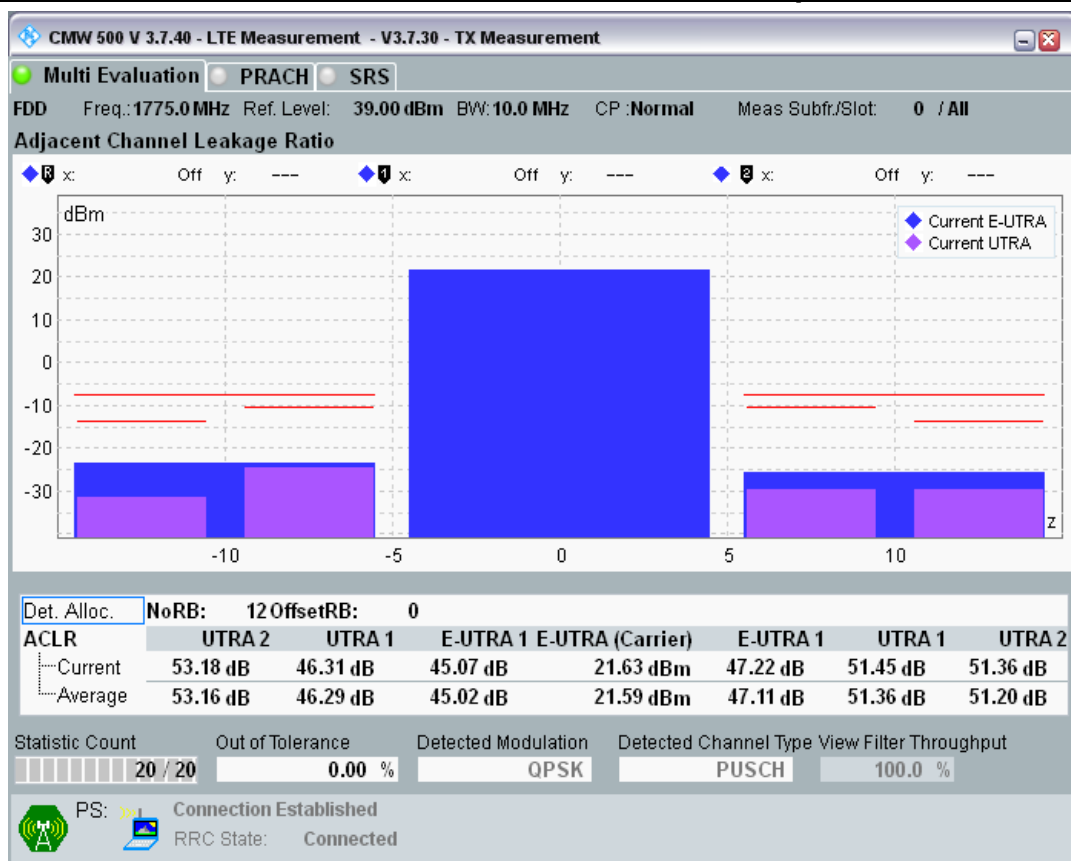 CMW 500 V 3.7.40 - LTE Measurement - V3.7.30 - TX Measurement
Multi Evaluation PRACH SRS
FDD Freq.: 1775.0 MHz Ref. Level: 39.00 dBm BW: 10.0 MHz CP : Normal Meas Subfr./Slot: 0 / All
Adjacent Channel Leakage Ratio
R x: Off y: --- 1 x: Off y: --- 2 x: Off y: ---
dBm
Current E-UTRA
Current UTRA
30
20
10
0
-10
-20
-30
z
-10 -5 0 5 10
Det. Alloc. NoRB: 12 OffsetRB: 0
ACLR UTRA 2 UTRA 1 E-UTRA 1 E-UTRA (Carrier) E-UTRA 1 UTRA 1 UTRA 2
Current 53.18 dB 46.31 dB 45.07 dB 21.63 dBm 47.22 dB 51.45 dB 51.36 dB
Average 53.16 dB 46.29 dB 45.02 dB 21.59 dBm 47.11 dB 51.36 dB 51.20 dB
Statistic Count Out of Tolerance Detected Modulation Detected Channel Type View Filter Throughput
20 / 20 0.00 % QPSK PUSCH 100.0 %
PS: Connection Established
RRC State: Connected